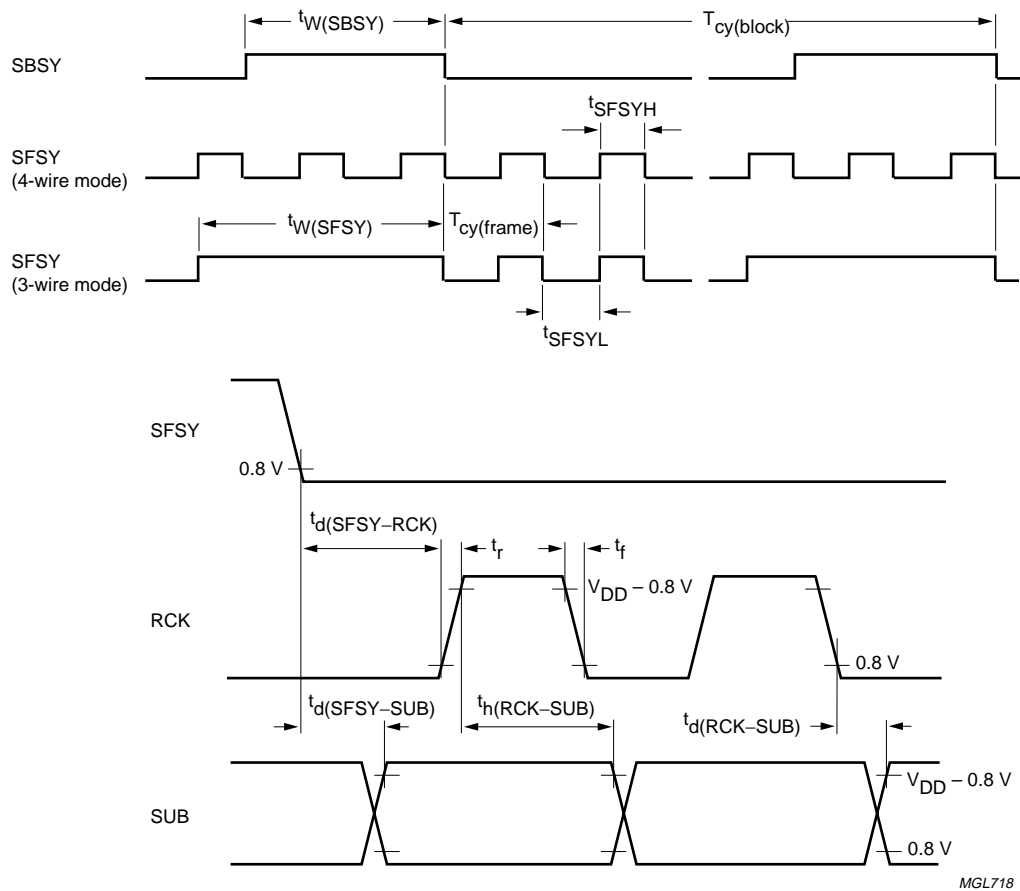 tW(SBSY)
Tcy(block)
SBSY
tSFSYH
SFSY
(4-wire mode)
tW(SFSY)
Tcy(frame)
SFSY
(3-wire mode)
tSFSYL
SFSY
0.8 V
td(SFSY–RCK)
tr
tf
VDD – 0.8 V
RCK
0.8 V
td(SFSY–SUB)
th(RCK–SUB)
td(RCK–SUB)
VDD – 0.8 V
SUB
0.8 V
MGL718